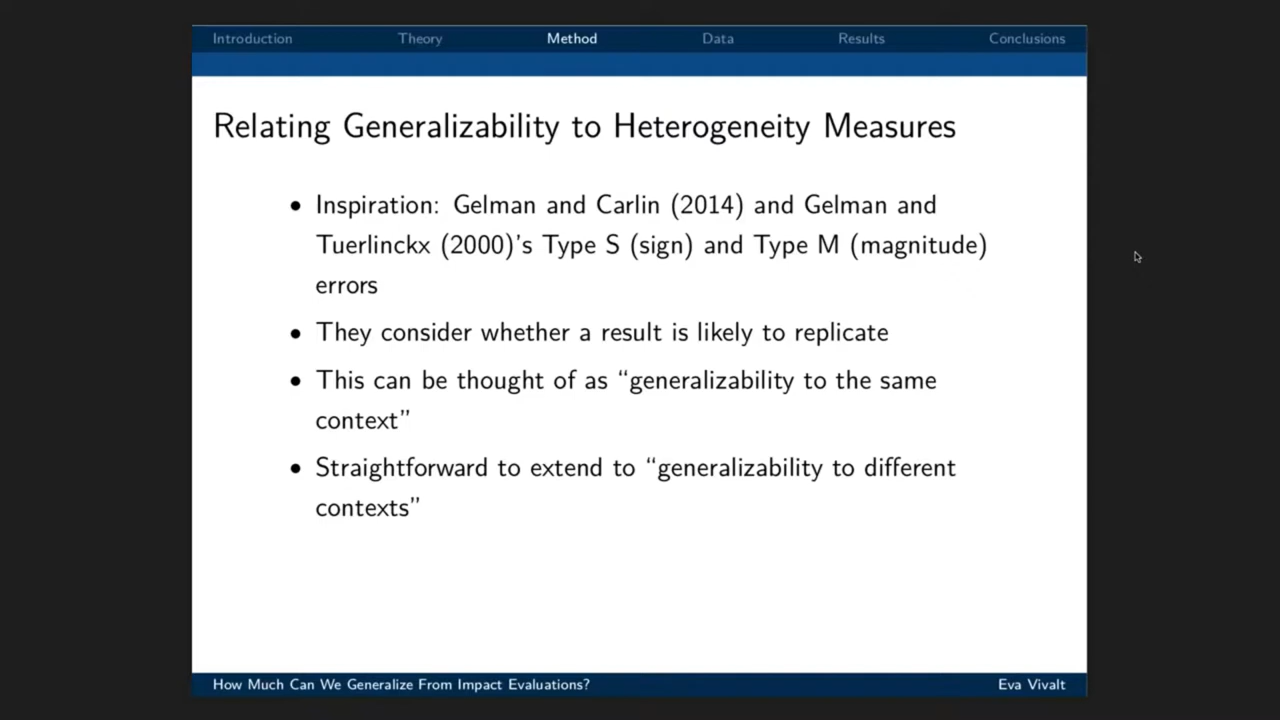 Introduction Theory Method Data Results Conclusions
Relating Generalizability to Heterogeneity Measures
• Inspiration: Gelman and Carlin (2014) and Gelman and
Tuerlinckx (2000)'s Type S (sign) and Type M (magnitude)
errors
• They consider whether a result is likely to replicate
• This can be thought of as “generalizability to the same
context”
• Straightforward to extend to “generalizability to different
contexts”
How Much Can We Generalize From Impact Evaluations? Eva Vivalt